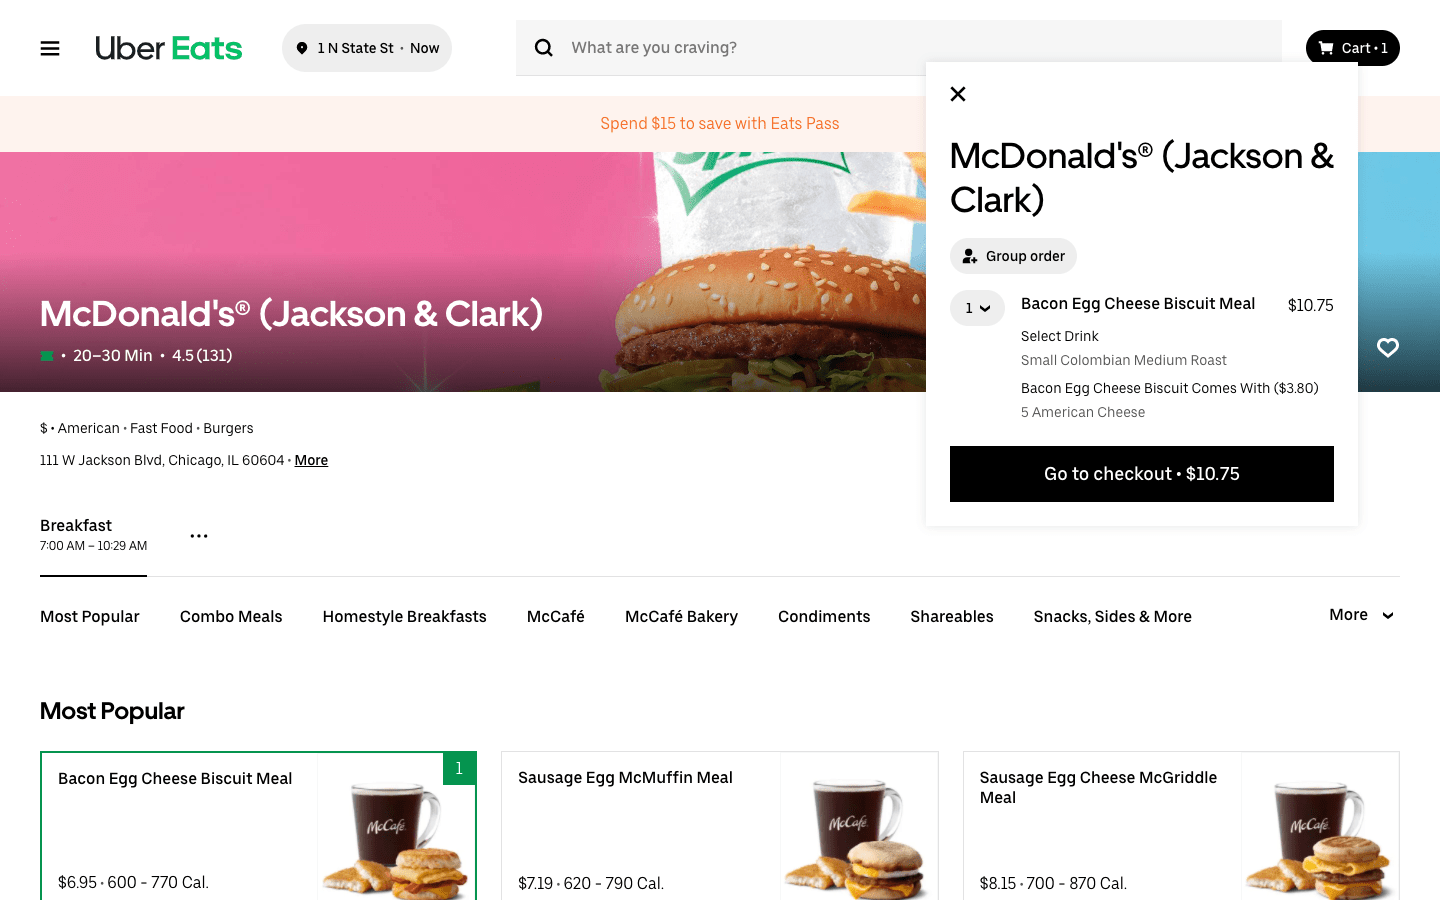 Uber Eats
1 N State St • Now
What are you craving?
Cart • 1
Spend $15 to save with Eats Pass
McDonald's® (Jackson & Clark)
• 20–30 Min • 4.5 (131)
$ • American • Fast Food • Burgers
111 W Jackson Blvd, Chicago, IL 60604 • More
McDonald's® (Jackson &
Clark)
Group order
1
Bacon Egg Cheese Biscuit Meal
$10.75
Select Drink
Small Colombian Medium Roast
Bacon Egg Cheese Biscuit Comes With ($3.80)
5 American Cheese
Go to checkout • $10.75
Breakfast
7:00 AM – 10:29 AM
Most Popular
Combo Meals
Homestyle Breakfasts
McCafé
McCafé Bakery
Condiments
Shareables
Snacks, Sides & More
More
Most Popular
Bacon Egg Cheese Biscuit Meal
1
McCafé
$6.95 • 600 - 770 Cal.
Sausage Egg McMuffin Meal
McCafé
$7.19 • 620 - 790 Cal.
Sausage Egg Cheese McGriddle
Meal
McCafé
$8.15 • 700 - 870 Cal.